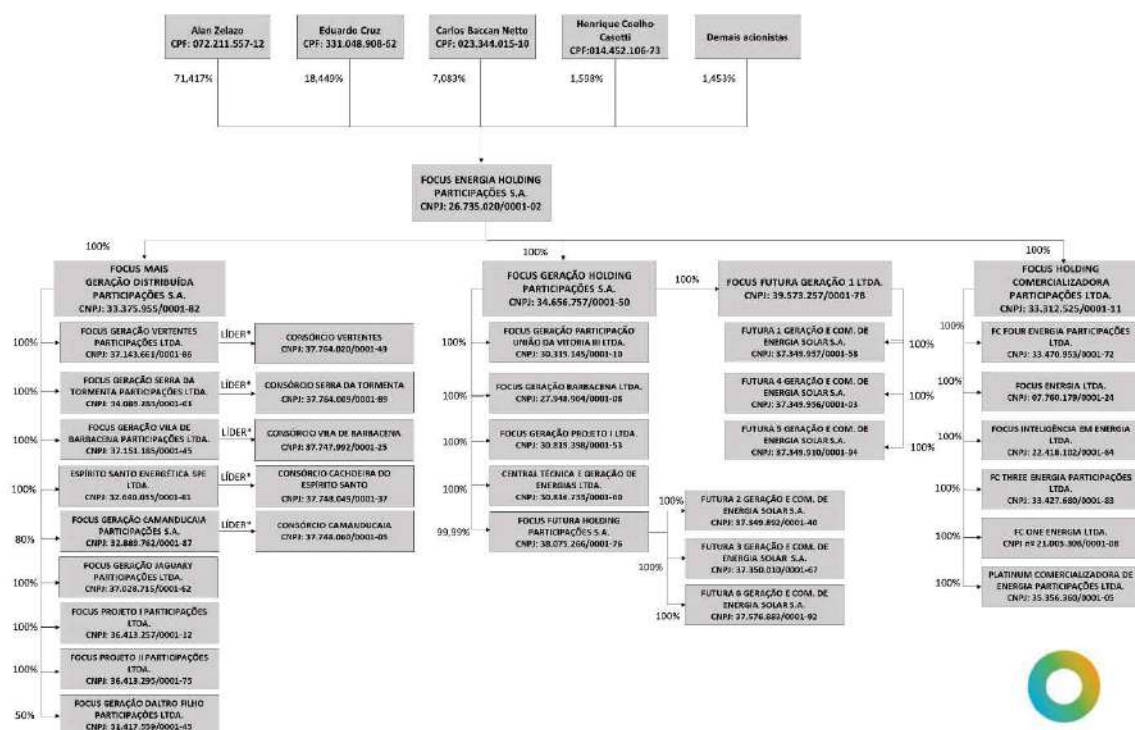 Alan Zelazo
CPF: 072.211.557-12
Eduardo Cruz
CPF: 331.048.908-62
Carlos Baccan Netto
CPF: 023.344.015-10
Henrique Coelho
Casotti
CPF:014.452.106-73
Demais acionistas
71,417%
18,449%
7,083%
1,598%
1,453%
FOCUS ENERGIA HOLDING
PARTICIPAÇÕES S.A.
CNPJ: 26.735.020/0001-02
100%
100%
100%
FOCUS MAIS
GERAÇÃO DISTRIBUÍDA
PARTICIPAÇÕES S.A.
CNPJ: 33.375.955/0001-82
100%
FOCUS GERAÇÃO VERTENTES
PARTICIPAÇÕES LTDA.
CNPJ: 37.143.661/0001-86
LÍDER*
CONSÓRCIO VERTENTES
CNPJ: 37.764.020/0001-49
100%
FOCUS GERAÇÃO SERRA DA
TORMENTA PARTICIPAÇÕES LTDA.
CNPJ:
LÍDER*
CONSÓRCIO SERRA DA TORMENTA
CNPJ: 37.764.009/0001-89
100%
FOCUS GERAÇÃO VILA DE
BARBACENA PARTICIPAÇÕES LTDA.
CNPJ: 37.151.185/0001-45
LÍDER*
CONSÓRCIO VILA DE BARBACENA
CNPJ: 37.747.992/0001-25
100%
ESPÍRITO SANTO ENERGÉTICA SPE
LTDA.
CNPJ:
LÍDER*
CONSÓRCIO CACHOEIRA DO
ESPÍRITO SANTO
CNPJ: 37.748.049/0001-37
80%
FOCUS GERAÇÃO CAMANDUCAIA
PARTICIPAÇÕES S.A.
CNPJ: 32.889.762/0001-87
LÍDER*
CONSÓRCIO CAMANDUCAIA
CNPJ: 37.748.060/0001-05
100%
FOCUS GERAÇÃO JAGUARY
PARTICIPAÇÕES LTDA.
CNPJ: 37.028.715/0001-62
100%
FOCUS PROJETO I PARTICIPAÇÕES
LTDA.
CNPJ: 36.413.257/0001-12
100%
FOCUS PROJETO II PARTICIPAÇÕES
LTDA.
CNPJ: 36.413.295/0001-75
50%
FOCUS GERAÇÃO DALTRO FILHO
PARTICIPAÇÕES LTDA.
CNPJ:
FOCUS GERAÇÃO HOLDING
PARTICIPAÇÕES S.A.
CNPJ: 34.656.757/0001-50
100%
FOCUS GERAÇÃO PARTICIPAÇÃO
UNIÃO DA VITORIA III LTDA.
CNPJ: 30.319.145/0001-10
100%
FOCUS GERAÇÃO BARBACENA LTDA.
CNPJ: 27.948.904/0001-08
100%
FOCUS GERAÇÃO PROJETO I LTDA.
CNPJ: 30.819.398/0001-53
100%
CENTRAL TÉCNICA E GERAÇÃO DE
ENERGIAS LTDA.
CNPJ:
99,99%
FOCUS FUTURA HOLDING
PARTICIPAÇÕES S.A.
CNPJ: 38.075.266/0001-76
100%
FOCUS FUTURA GERAÇÃO 1 LTDA.
CNPJ: 39.573.257/0001-78
FUTURA 1 GERAÇÃO E COM. DE
ENERGIA SOLAR S.A.
CNPJ: 37.349.957/0001-58
100%
FUTURA 4 GERAÇÃO E COM. DE
ENERGIA SOLAR S.A.
CNPJ: 37.349.956/0001-03
100%
FUTURA 5 GERAÇÃO E COM. DE
ENERGIA SOLAR S.A.
CNPJ: 37.349.910/0001-94
100%
100%
FUTURA 2 GERAÇÃO E COM. DE
ENERGIA SOLAR S.A.
CNPJ: 37.349.892/0001-40
100%
FUTURA 3 GERAÇÃO E COM. DE
ENERGIA SOLAR S.A.
CNPJ: 37.350.010/0001-67
100%
FUTURA 6 GERAÇÃO E COM. DE
ENERGIA SOLAR S.A.
CNPJ: 37.576.883/0001-92
FOCUS HOLDING
COMERCIALIZADORA
PARTICIPAÇÕES LTDA.
CNPJ: 33.312.525/0001-11
100%
FC FOUR ENERGIA PARTICIPAÇÕES
LTDA.
CNPJ: 33.470.953/0001-72
100%
FOCUS ENERGIA LTDA.
CNPJ: 07.760.179/0001-24
100%
FOCUS INTELIGÊNCIA EM ENERGIA
LTDA.
CNPJ: 22.418.102/0001-64
100%
FC THREE ENERGIA PARTICIPAÇÕES
LTDA.
CNPJ: 33.427.680/0001-83
100%
FC ONE ENERGIA LTDA.
CNPJ nº 21.005.308/0001-08
100%
PLATINUM COMERCIALIZADORA DE
ENERGIA PARTICIPAÇÕES LTDA.
CNPJ: 35.356.360/0001-05